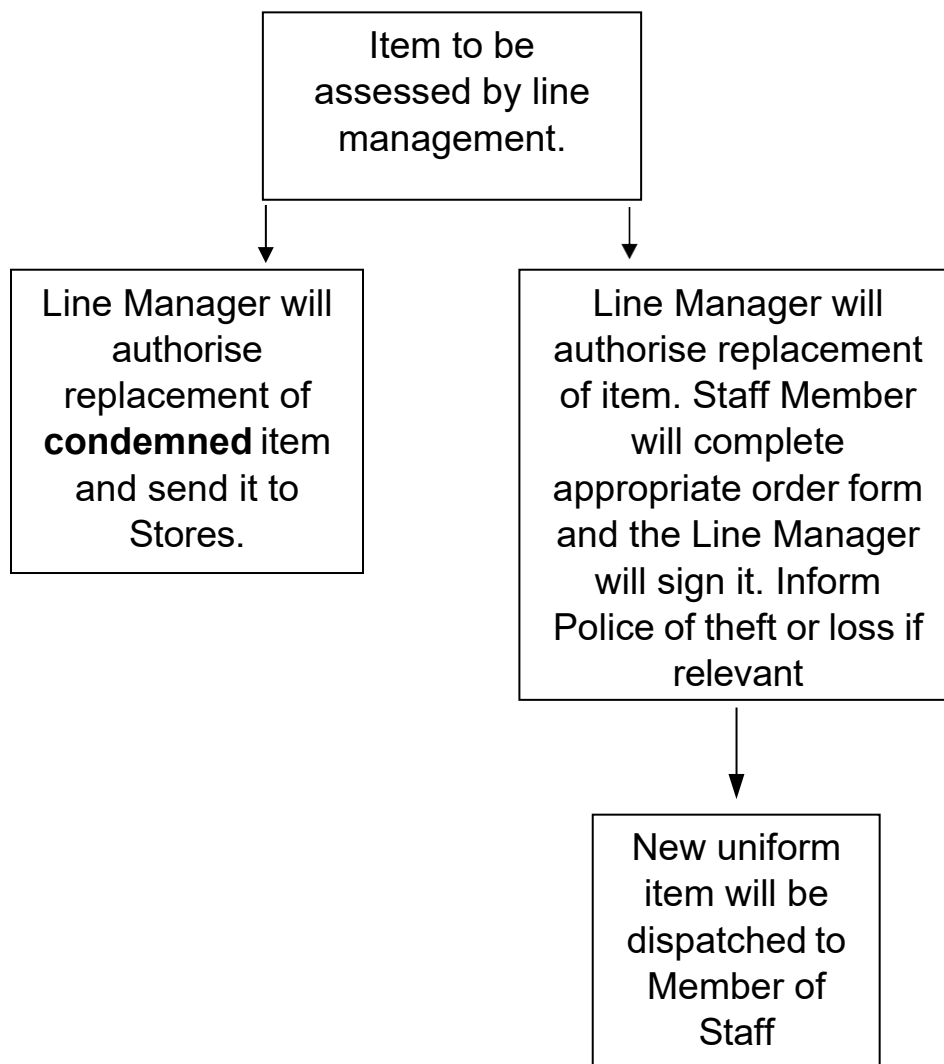 Item to be
assessed by line
management.
Line Manager will
authorise
replacement of
condemned item
and send it to
Stores.
Line Manager will
authorise replacement
of item. Staff Member
will complete
appropriate order form
and the Line Manager
will sign it. Inform
Police of theft or loss if
relevant
New uniform
item will be
dispatched to
Member of
Staff